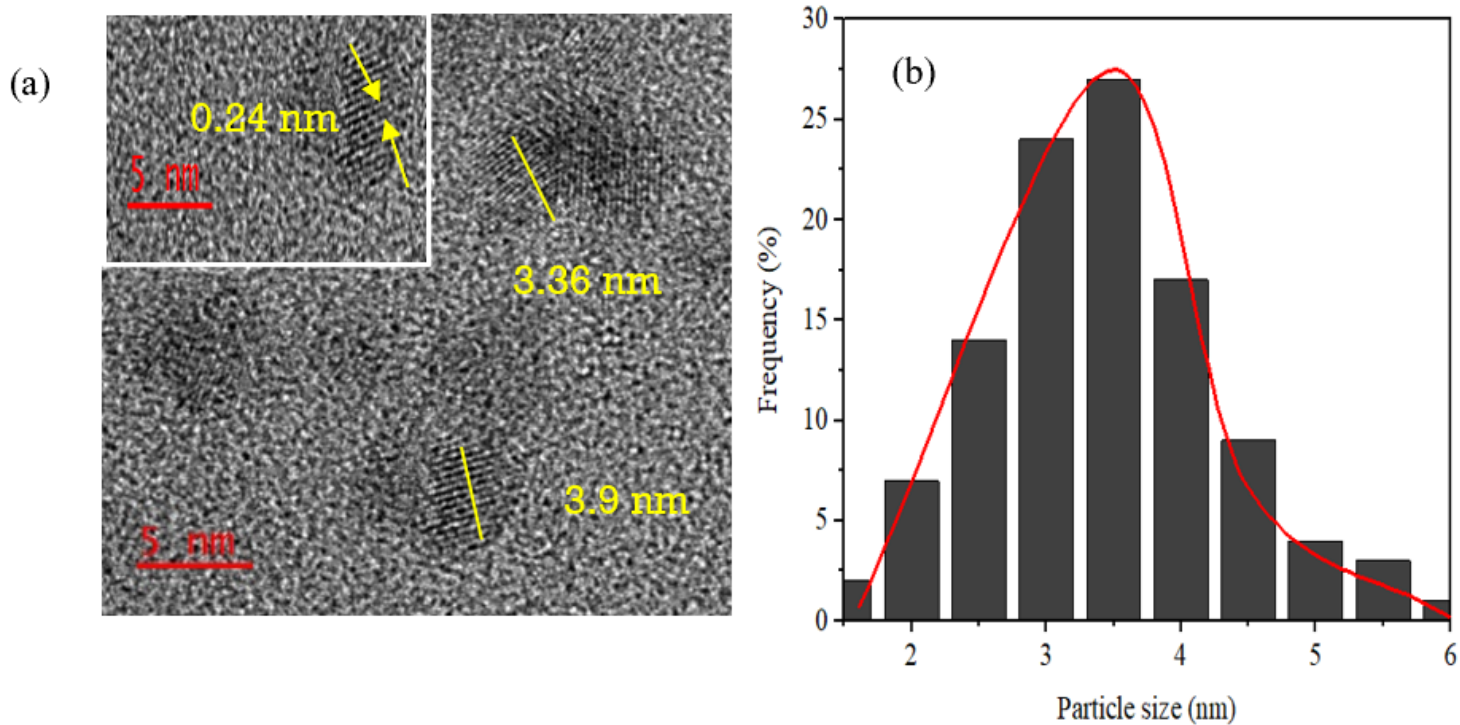 (a)
0.24 nm
5 nm
3.36 nm
3.9 nm
5 nm
(b)
Frequency (%)
30
25
20
15
10
5
0
2 3 4 5 6
Particle size (nm)